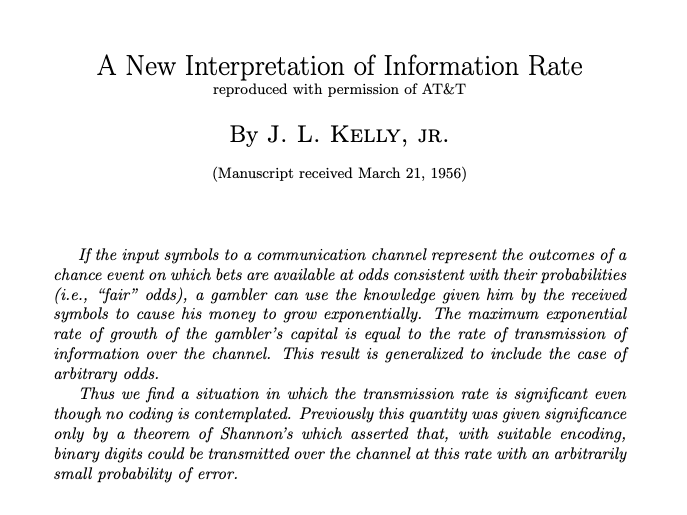 A New Interpretation of Information Rate
reproduced with permission of AT&T
By J. L. Kelly, jr.
(Manuscript received March 21, 1956)
If the input symbols to a communication channel represent the outcomes of a
chance event on which bets are available at odds consistent with their probabilities
(i.e., “fair” odds), a gambler can use the knowledge given him by the received
symbols to cause his money to grow exponentially. The maximum exponential
rate of growth of the gambler’s capital is equal to the rate of transmission of
information over the channel. This result is generalized to include the case of
arbitrary odds.
Thus we find a situation in which the transmission rate is significant even
though no coding is contemplated. Previously this quantity was given significance
only by a theorem of Shannon’s which asserted that, with suitable encoding,
binary digits could be transmitted over the channel at this rate with an arbitrarily
small probability of error.